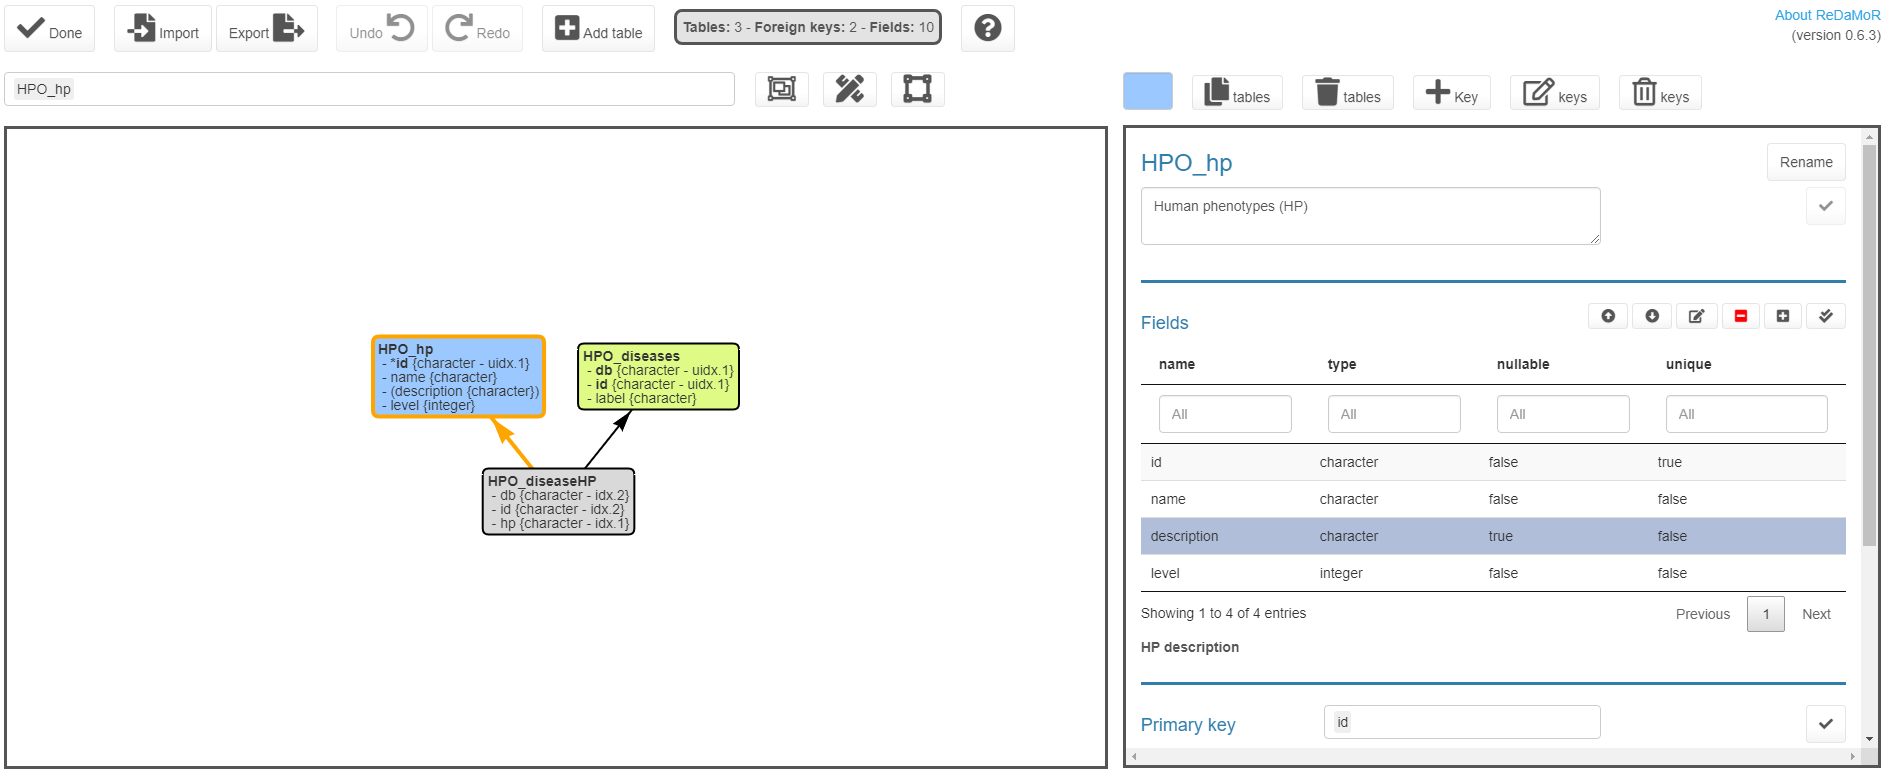 Done
Import
Export
Undo
Redo
Add table
Tables: 3 - Foreign keys: 2 - Fields: 10
About ReDaMoR
(version 0.6.3)
HPO_hp
tables
tables
Key
keys
keys
HPO_hp
- *id {character - uidx.1}
- name {character}
- (description {character})
- level {integer}
HPO_diseases
- db {character - uidx.1}
- id {character - uidx.1}
- label {character}
HPO_diseaseHP
- db {character - idx.2}
- id {character - idx.2}
- hp {character - idx.1}
HPO_hp
Rename
Human phenotypes (HP)
Fields
name type nullable unique
All All All All
id character false true
name character false false
description character true false
level integer false false
Showing 1 to 4 of 4 entries
Previous 1 Next
HP description
Primary key
id